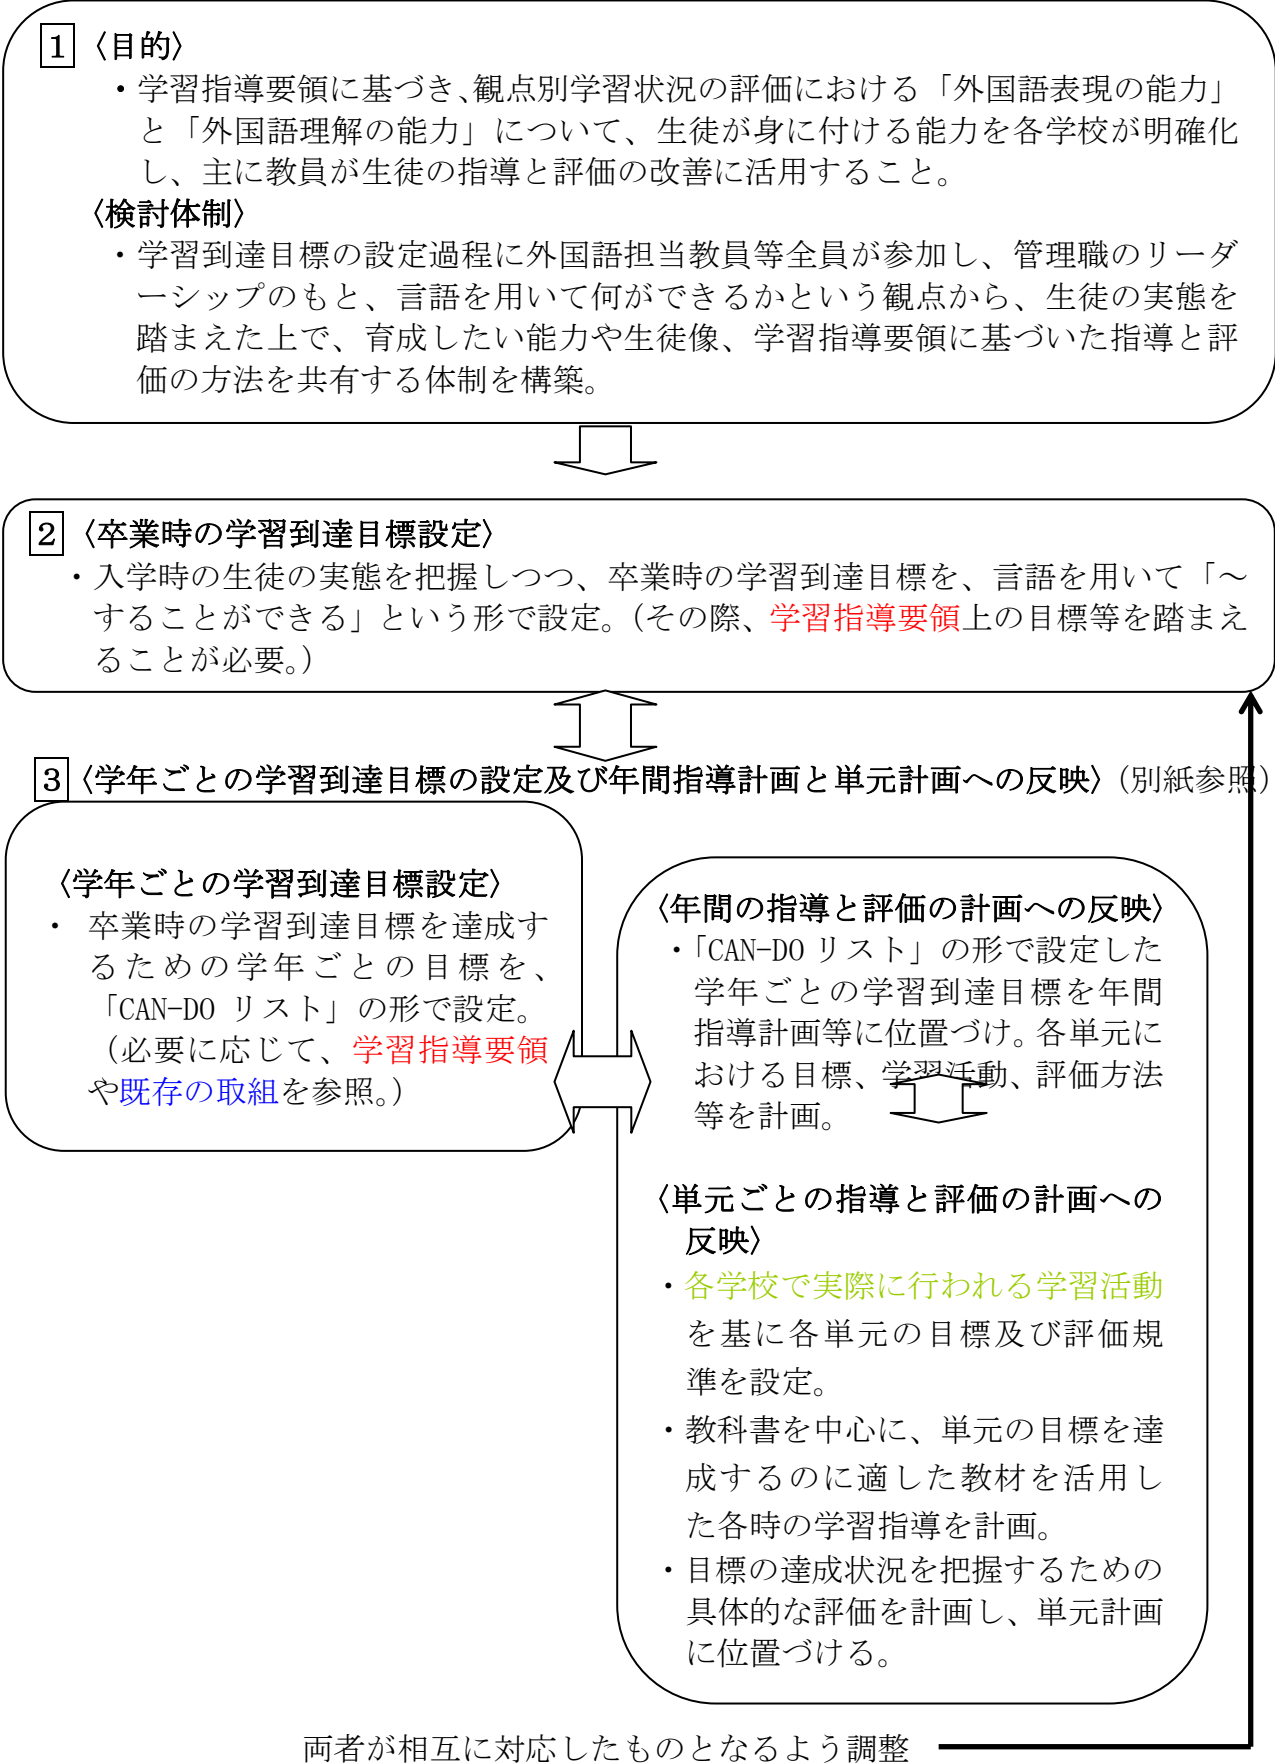 1〈目的〉
・学習指導要領に基づき、観点別学習状況の評価における「外国語表現の能力」
と「外国語理解の能力」について、生徒が身に付ける能力を各学校が明確化
し、主に教員が生徒の指導と評価の改善に活用すること。
〈検討体制〉
・学習到達目標の設定過程に外国語担当教員等全員が参加し、管理職のリーダ
ーシップのもと、言語を用いて何ができるかという観点から、生徒の実態を
踏まえた上で、育成したい能力や生徒像、学習指導要領に基づいた指導と評
価の方法を共有する体制を構築。
2〈卒業時の学習到達目標設定〉
・入学時の生徒の実態を把握しつつ、卒業時の学習到達目標を、言語を用いて「～
することができる」という形で設定。（その際、学習指導要領上の目標等を踏まえ
ることが必要。）
3〈学年ごとの学習到達目標の設定及び年間指導計画と単元計画への反映〉（別紙参照）
〈学年ごとの学習到達目標設定〉
・ 卒業時の学習到達目標を達成す
るための学年ごとの目標を、
「CAN-DO リスト」の形で設定。
（必要に応じて、学習指導要領
や既存の取組を参照。）
〈年間の指導と評価の計画への反映〉
・「CAN-DO リスト」の形で設定した
学年ごとの学習到達目標を年間
指導計画等に位置づけ。各単元に
おける目標、学習活動、評価方法
等を計画。
〈単元ごとの指導と評価の計画への
反映〉
・各学校で実際に行われる学習活動
を基に各単元の目標及び評価規
準を設定。
・教科書を中心に、単元の目標を達
成するのに適した教材を活用し
た各時の学習指導を計画。
・目標の達成状況を把握するための
具体的な評価を計画し、単元計画
に位置づける。
両者が相互に対応したものとなるよう調整